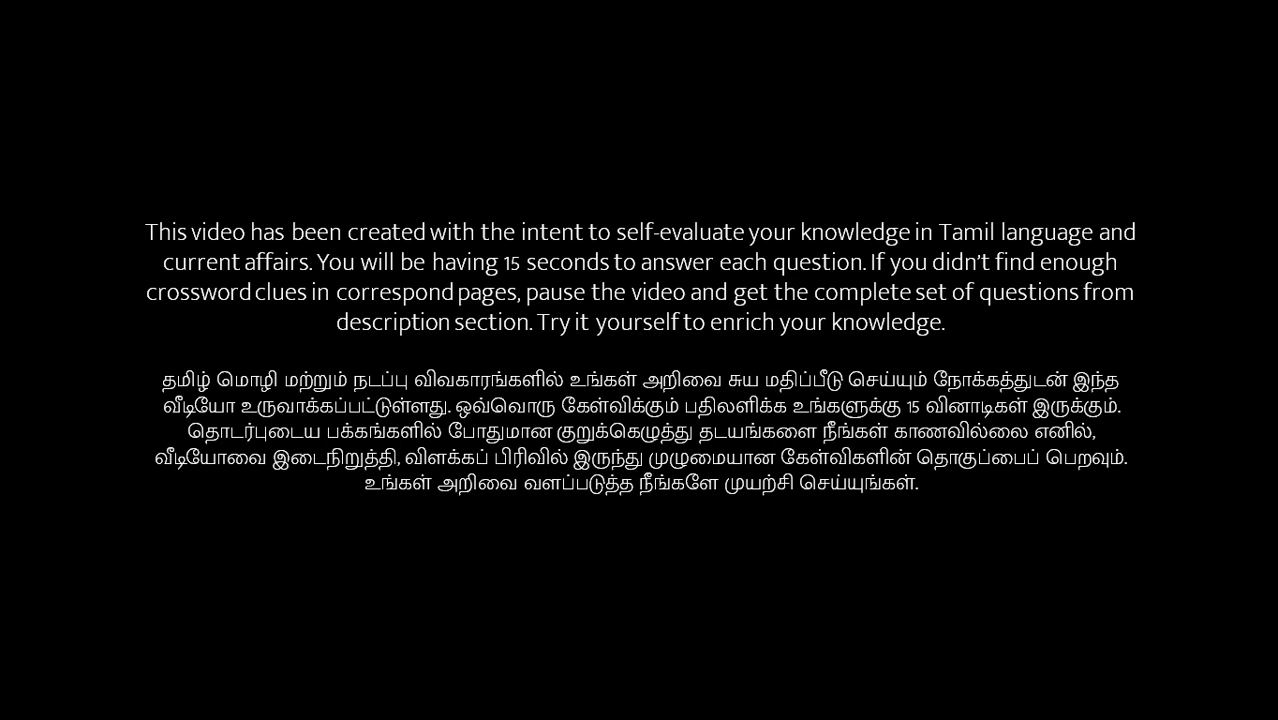 This video has been created with the intent to self-evaluate your knowledge in Tamil language and
current affairs. You will be having 15 seconds to answer each question. If you didn't find enough
crossword clues in correspond pages, pause the video and get the complete set of questions from
description section. Try it yourself to enrich your knowledge.
தமிழ் மொழி மற்றும் நடப்பு விவகாரங்களில் உங்கள் அறிவை சுய மதிப்பீடு செய்யும் நோக்கத்துடன் இந்த
வீடியோ உருவாக்கப்பட்டுள்ளது. ஒவ்வொரு கேள்விக்கும் பதிலளிக்க உங்களுக்கு 15 வினாடிகள் இருக்கும்.
தொடர்புடைய பக்கங்களில் போதுமான குறுக்கெழுத்து தடயங்களை நீங்கள் காணவில்லை எனில்,
வீடியோவை இடைநிறுத்தி, விளக்கப் பிரிவில் இருந்து முழுமையான கேள்விகளின் தொகுப்பைப் பெறவும்.
உங்கள் அறிவை வளப்படுத்த நீங்களே முயற்சி செய்யுங்கள்.